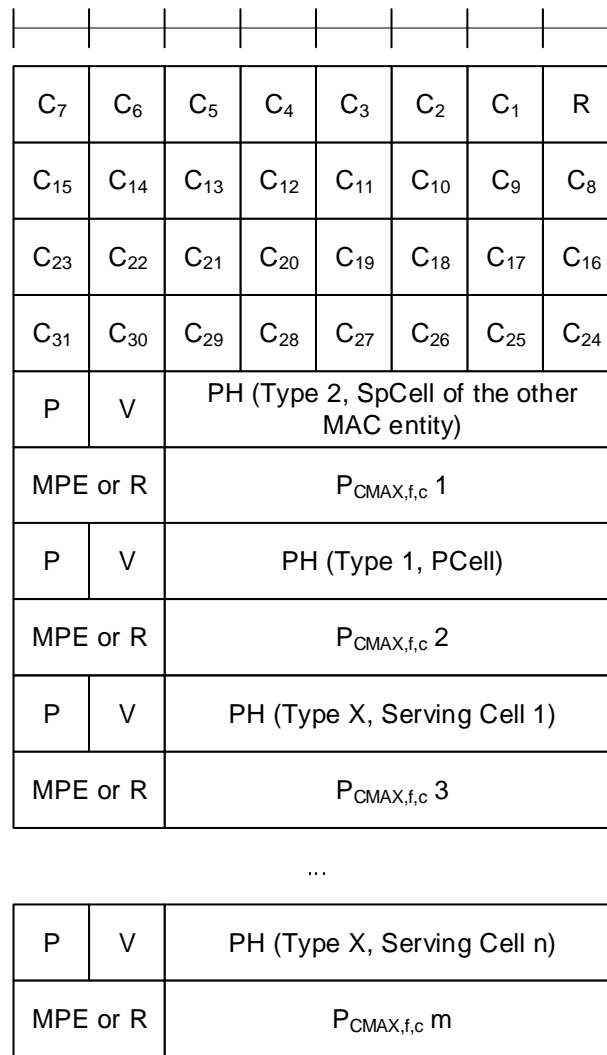 C7 C6 C5 C4 C3 C2 C1 R
C15 C14 C13 C12 C11 C10 C9 C8
C23 C22 C21 C20 C19 C18 C17 C16
C31 C30 C29 C28 C27 C26 C25 C24
P V PH (Type 2, SpCell of the other
MAC entity)
MPE or R PCMAX,f,c 1
P V PH (Type 1, PCell)
MPE or R PCMAX,f,c 2
P V PH (Type X, Serving Cell 1)
MPE or R PCMAX,f,c 3
...
P V PH (Type X, Serving Cell n)
MPE or R PCMAX,f,c m